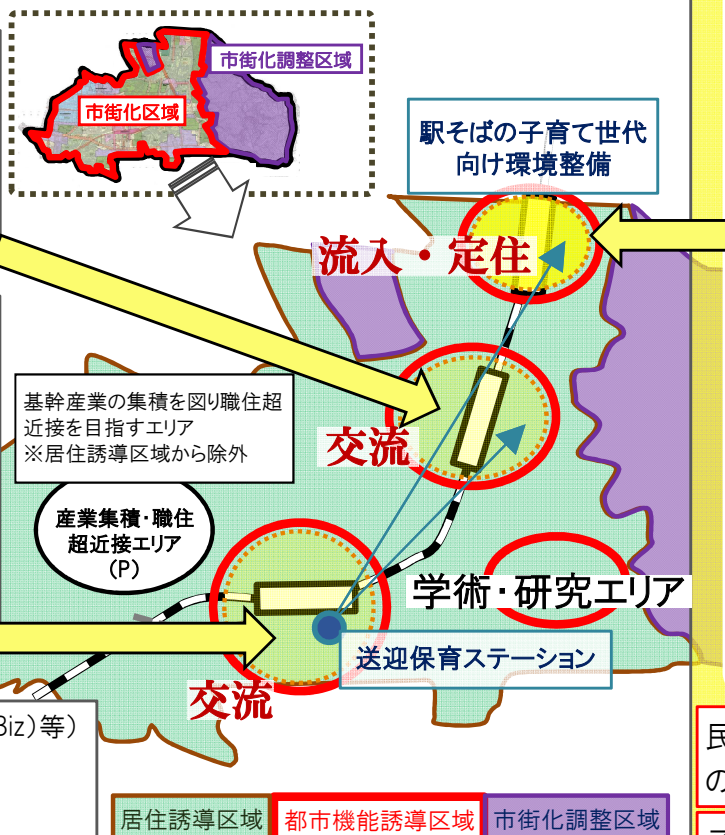 市街化調整区域
市街化区域
駅そばの子育て世代
向け環境整備
流入・定住
基幹産業の集積を図り職住超
近接を目指すエリア
※居住誘導区域から除外
交流
産業集積・職住
超近接エリア
(P)
学術・研究エリア
送迎保育ステーション
交流
Biz)等)
民
の
居住誘導区域
都市機能誘導区域
市街化調整区域